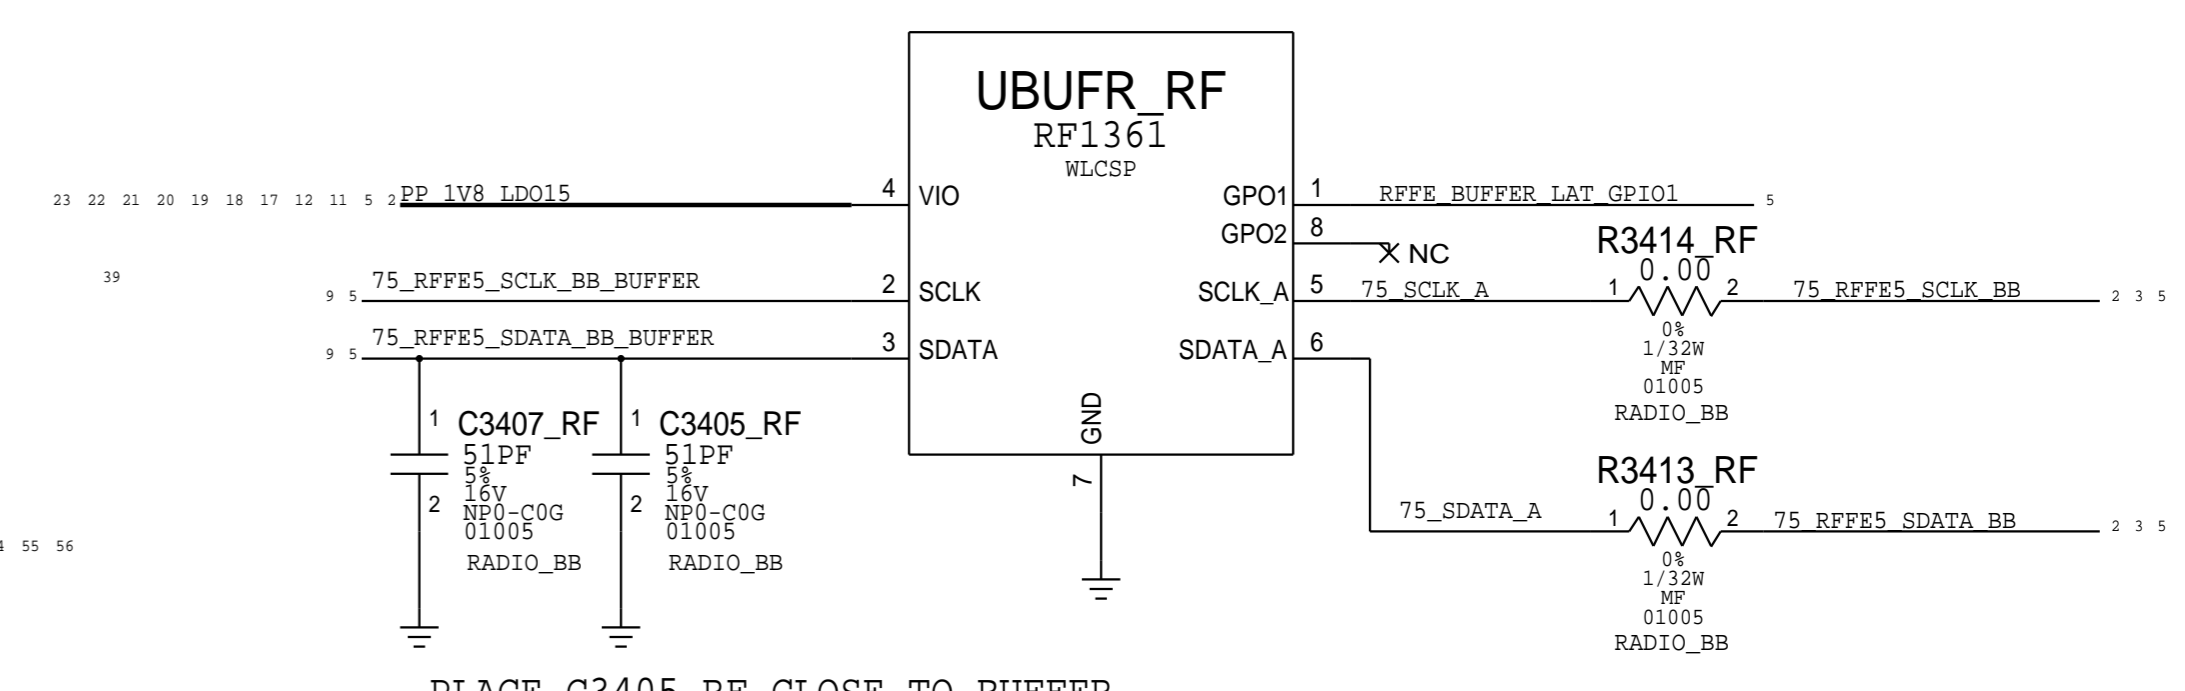 UBUFR_RF
RF1361
WLCSP
23 22 21 20 19 18 17 12 11 5 2 PP_1V8_LDO15 4 VIO
GPO1 1 RFFE_BUFFER_LAT_GPIO1 5
GPO2 8 NC
39
9 5 75_RFFE5_SCLK_BB_BUFFER 2 SCLK
SCLK_A 5 75_SCLK_A 1 2 75_RFFE5_SCLK_BB 2 3 5
R3414_RF
0.00
0%
1/32W
MF
01005
RADIO_BB
9 5 75_RFFE5_SDATA_BB_BUFFER 3 SDATA
SDATA_A 6
GND
7
1 C3407_RF
51PF
5%
16V
2 NP0-C0G
01005
RADIO_BB
1 C3405_RF
51PF
5%
16V
2 NP0-C0G
01005
RADIO_BB
R3413_RF
0.00
75_SDATA_A 1 2 75_RFFE5_SDATA_BB 2 3 5
0%
1/32W
MF
01005
RADIO_BB
55 56
PLACE C3405_RF CLOSE TO BUFFER